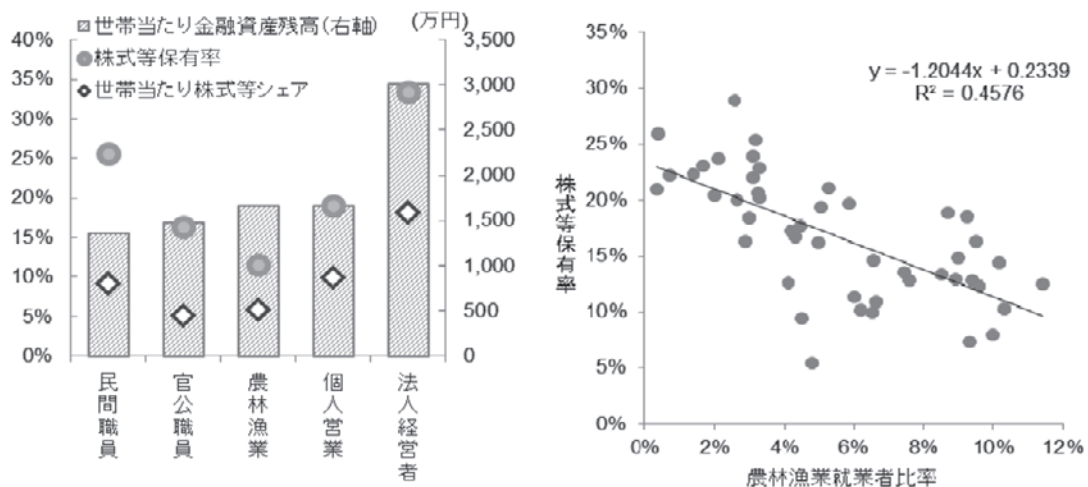 世帯当たり金融資産残高(右軸)
(万円)
株式等保有率
世帯当たり株式等シェア
40%
35%
30%
25%
20%
15%
10%
5%
0%
3,500
3,000
2,500
2,000
1,500
1,000
500
0
民間職員
官公職員
農林漁業
個人営業
法人経営者
35%
30%
25%
20%
15%
10%
5%
0%
y = -1.2044x + 0.2339
R² = 0.4576
株式等保有率
0%
2%
4%
6%
8%
10%
12%
農林漁業就業者比率